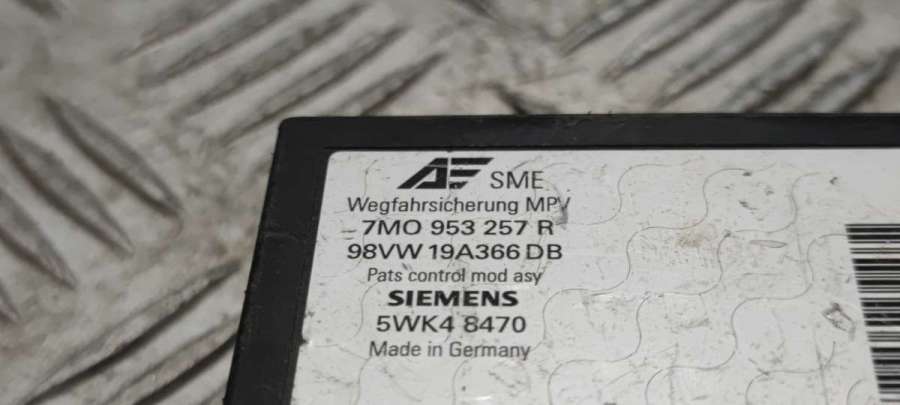 AE SME
Wegfahrsicherung MPV
7M0 953 257 R
98VW 19A366 DB
Pats control mod asy
SIEMENS
5WK4 8470
Made in Germany